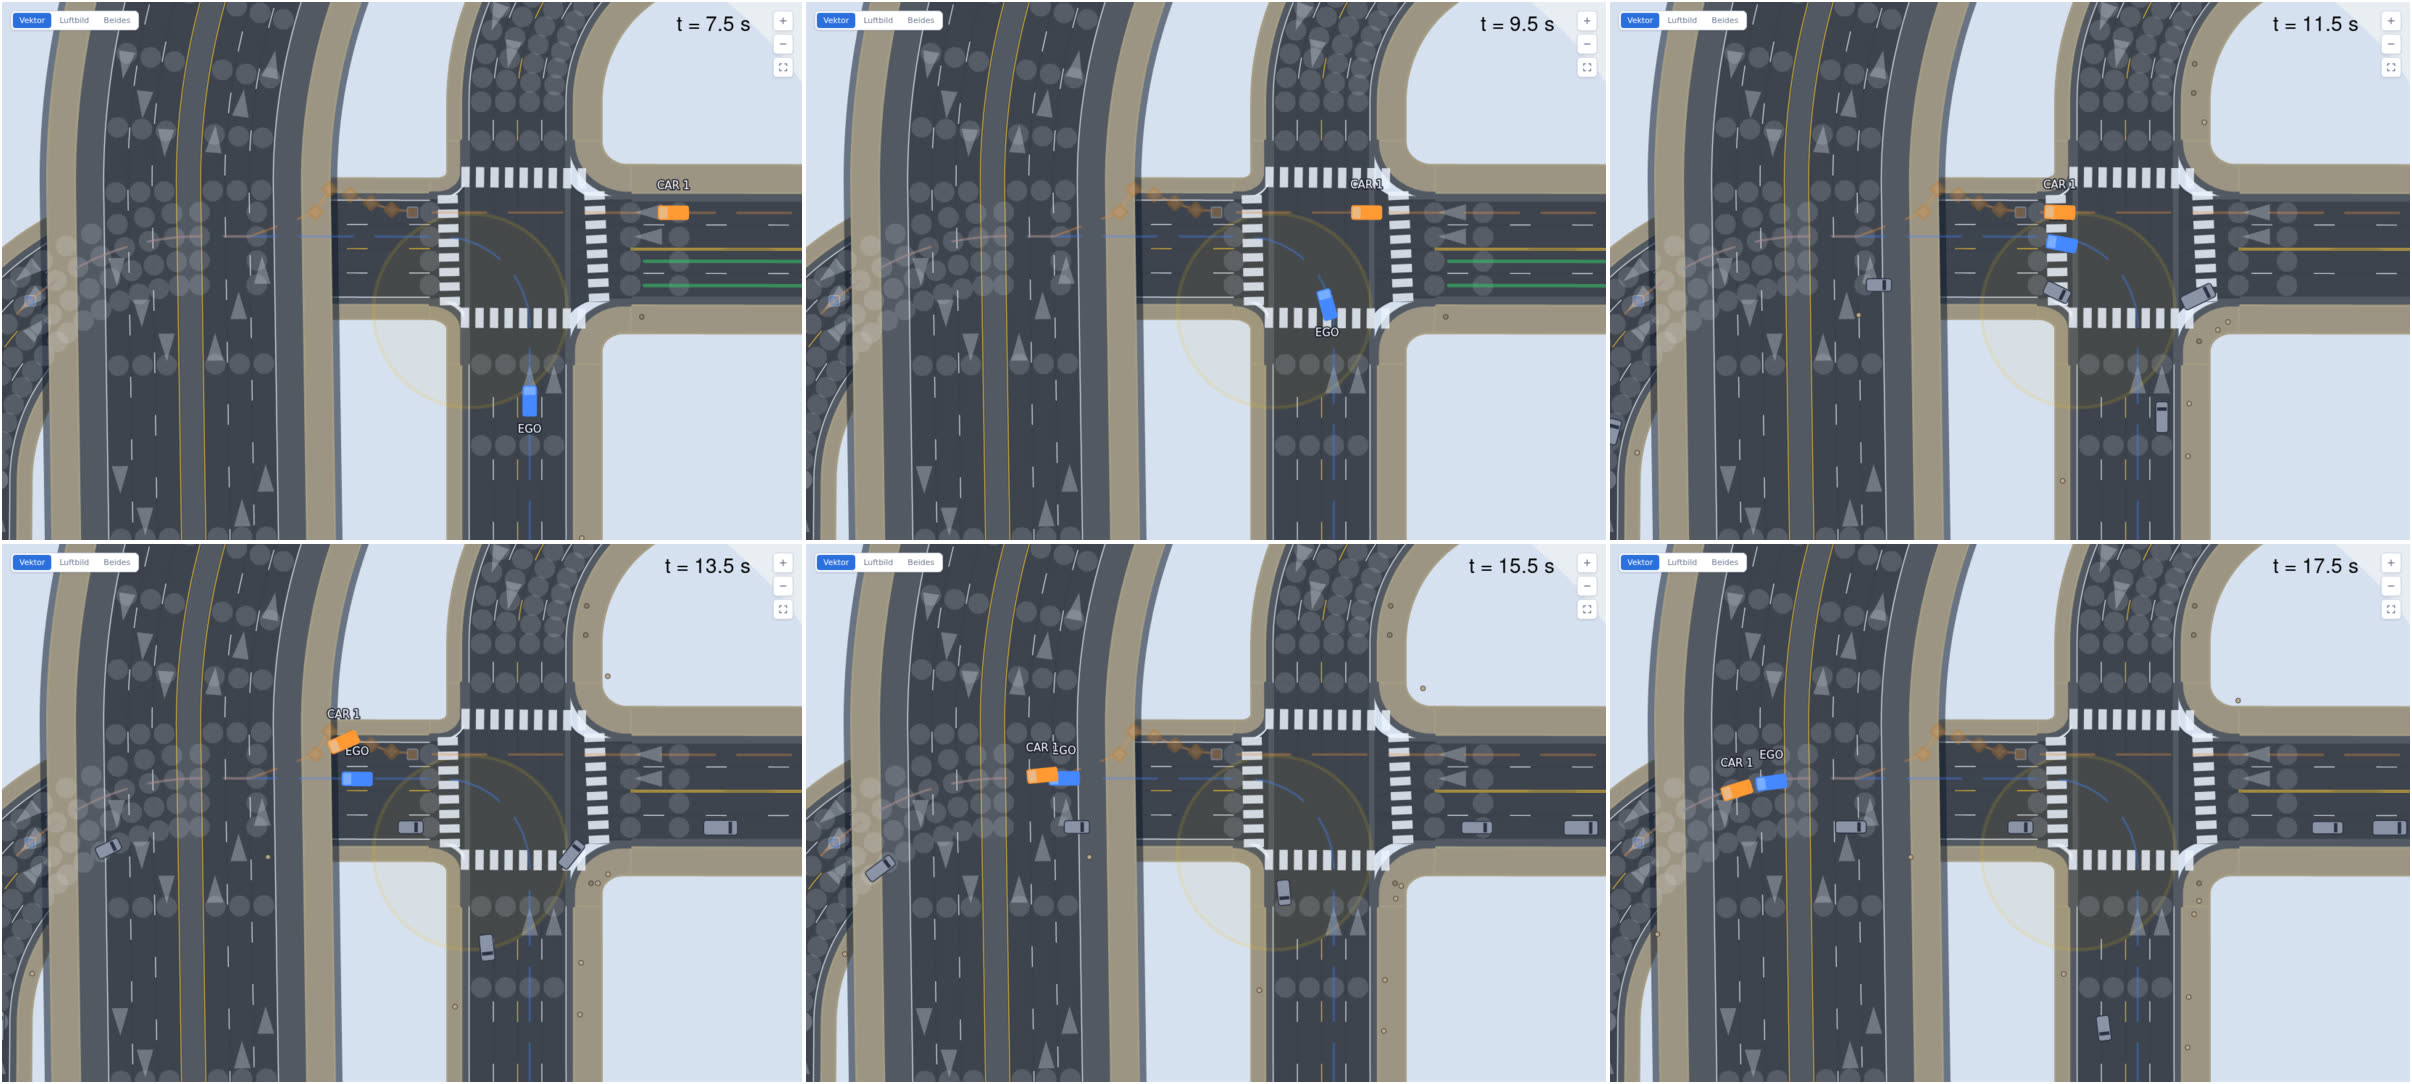 Vektor Luftbild Beides
t = 7.5 s
+
−
CAR 1
EGO
Vektor Luftbild Beides
t = 9.5 s
+
−
CAR 1
EGO
Vektor Luftbild Beides
t = 11.5 s
+
−
CAR 1
Vektor Luftbild Beides
t = 13.5 s
+
−
CAR 1
EGO
Vektor Luftbild Beides
t = 15.5 s
+
−
CAR 1
EGO
Vektor Luftbild Beides
t = 17.5 s
+
−
EGO
CAR 1